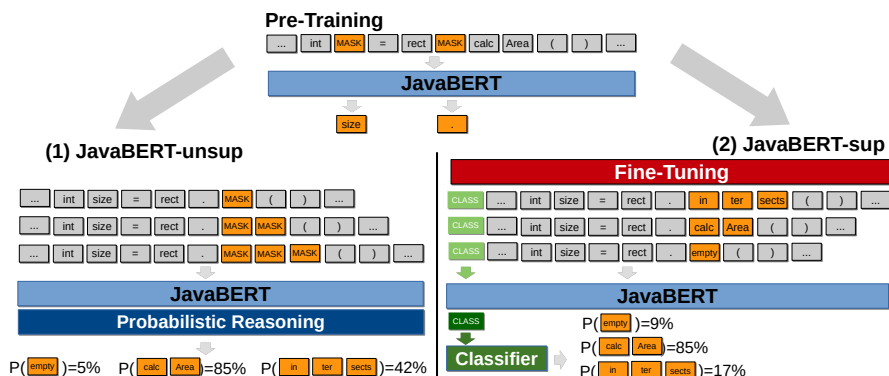 Pre-Training
... int MASK = rect MASK calc Area ( ) ...
JavaBERT
size .
(1) JavaBERT-unsup
... int size = rect . MASK ( ) ...
... int size = rect . MASK MASK ( ) ...
... int size = rect . MASK MASK MASK ( ) ...
JavaBERT
Probabilistic Reasoning
P( empty )=5% P( calc Area )=85% P( in ter sects )=42%
(2) JavaBERT-sup
Fine-Tuning
CLASS ... int size = rect . in ter sects ( ) ...
CLASS ... int size = rect . calc Area ( ) ...
CLASS ... int size = rect . empty ( ) ...
JavaBERT
CLASS
Classifier
P( empty )=9%
P( calc Area )=85%
P( in ter sects )=17%